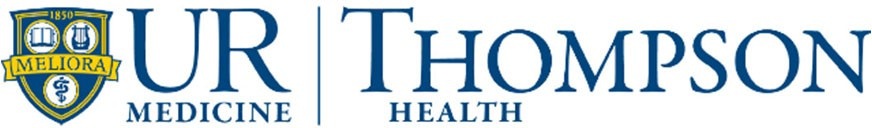 1850
MELIORA
UR
MEDICINE
THOMPSON
HEALTH